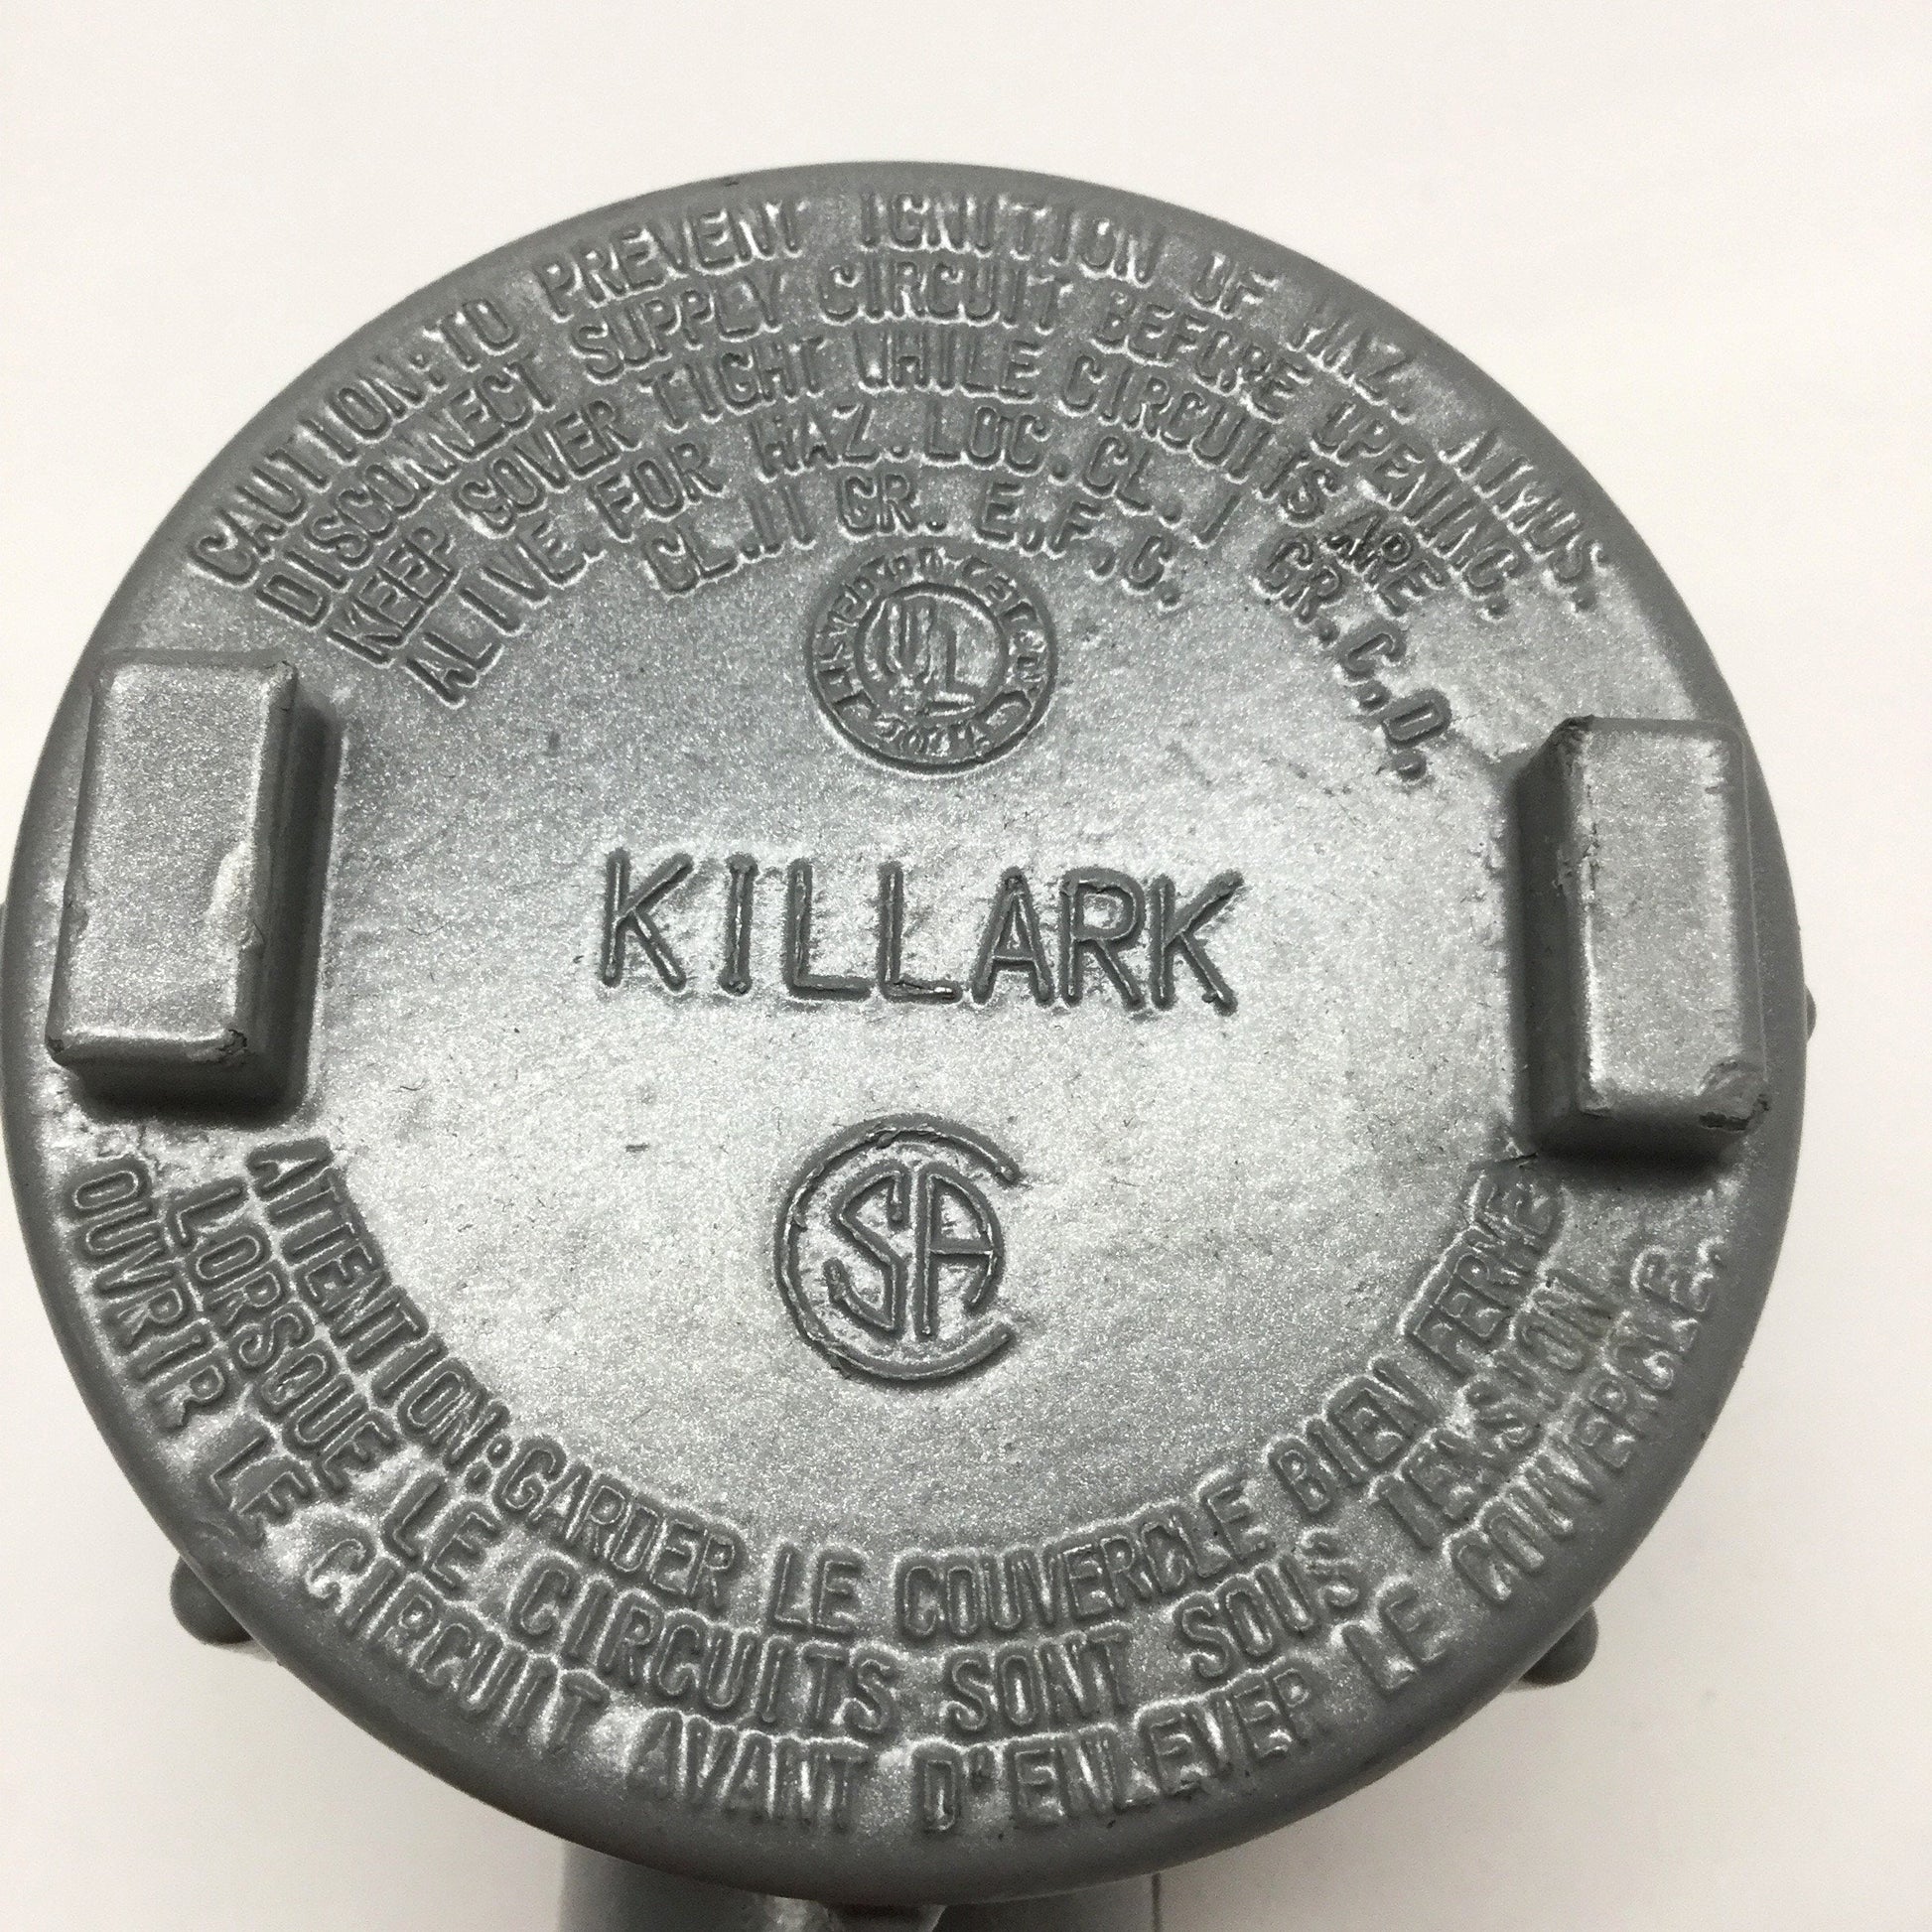 CAUTION: TO PREVENT IGNITION OF HAZ. ATMOS.
DISCONNECT SUPPLY CIRCUIT BEFORE OPENING.
KEEP COVER TIGHT WHILE CIRCUITS ARE
ALIVE. FOR HAZ. LOC. CL. I GR. C.D.
CL. II GR. E.F.G.
UL
KILLARK
CSA
ATTENTION: GARDER LE COUVERCLE BIEN FERME
LORSQUE LE CIRCUITS SONT SOUS TENSION
OUVRIR LE CIRCUIT AVANT D'ENLEVER LE COUVERCLE.